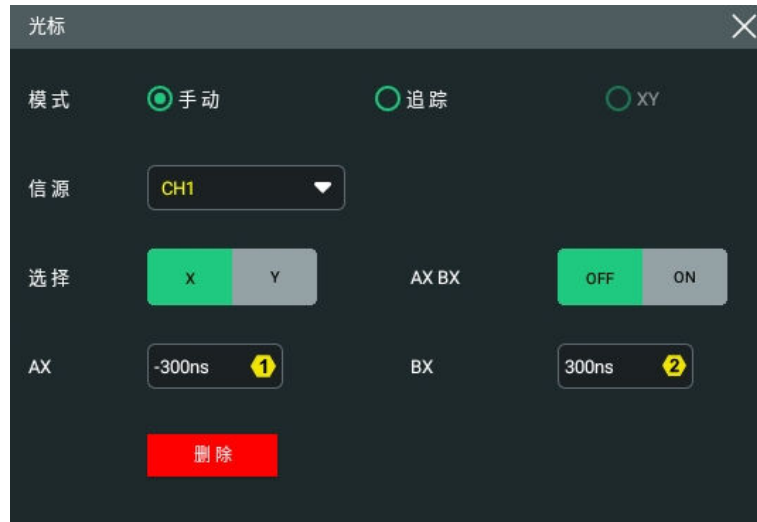 光标
模式 手动 追踪 XY
信源 CH1
选择 X Y AX BX OFF ON
AX -300ns 1 BX 300ns 2
删除